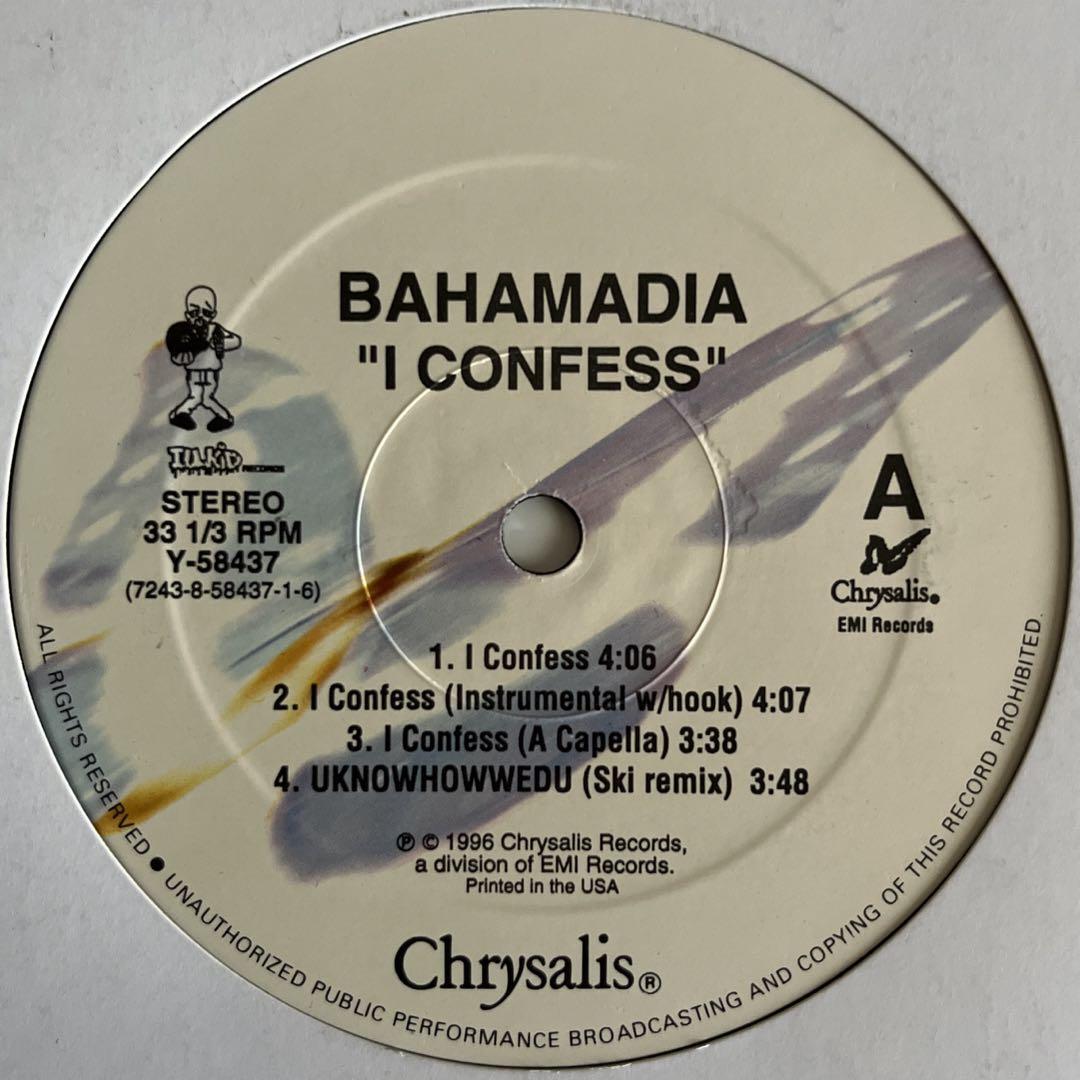 BAHAMADIA
"I CONFESS"
ILLKID RECORDS
STEREO
33 1/3 RPM
Y-58437
(7243-8-58437-1-6)
A
Chrysalis.
EMI Records
1. I Confess 4:06
2. I Confess (Instrumental w/hook) 4:07
3. I Confess (A Capella) 3:38
4. UKNOWHOWWEDU (Ski remix) 3:48
℗ © 1996 Chrysalis Records,
a division of EMI Records.
Printed in the USA
Chrysalis®
ALL RIGHTS RESERVED ● UNAUTHORIZED PUBLIC PERFORMANCE BROADCASTING AND COPYING OF THIS RECORD PROHIBITED.